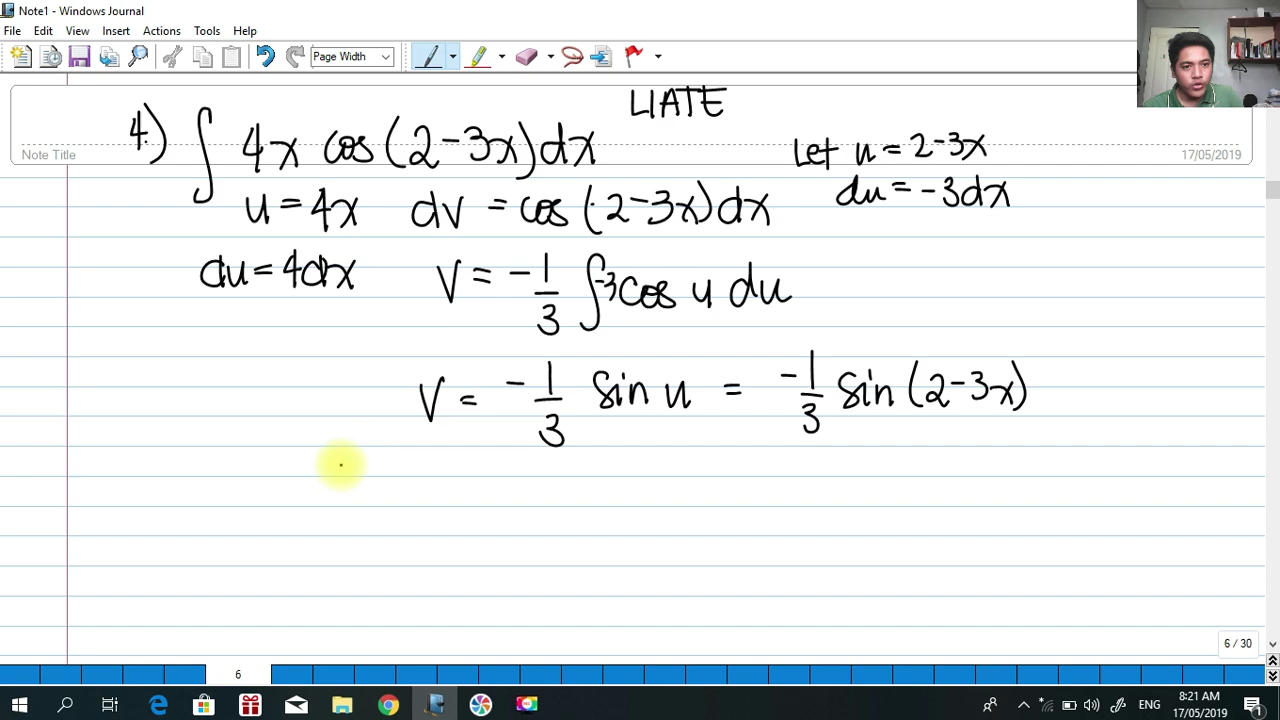 Note1 - Windows Journal
File Edit View Insert Actions Tools Help
Page Width
LIATE
4.) ∫ 4x cos(2-3x)dx
Let u = 2-3x
Note Title
17/05/2019
du = -3dx
u = 4x dv = cos(2-3x)dx
du = 4dx V = -1/3 ∫-3cos u du
V = -1/3 sin u = -1/3 sin(2-3x)
6 / 30
6
ENG
8:21 AM
17/05/2019
1